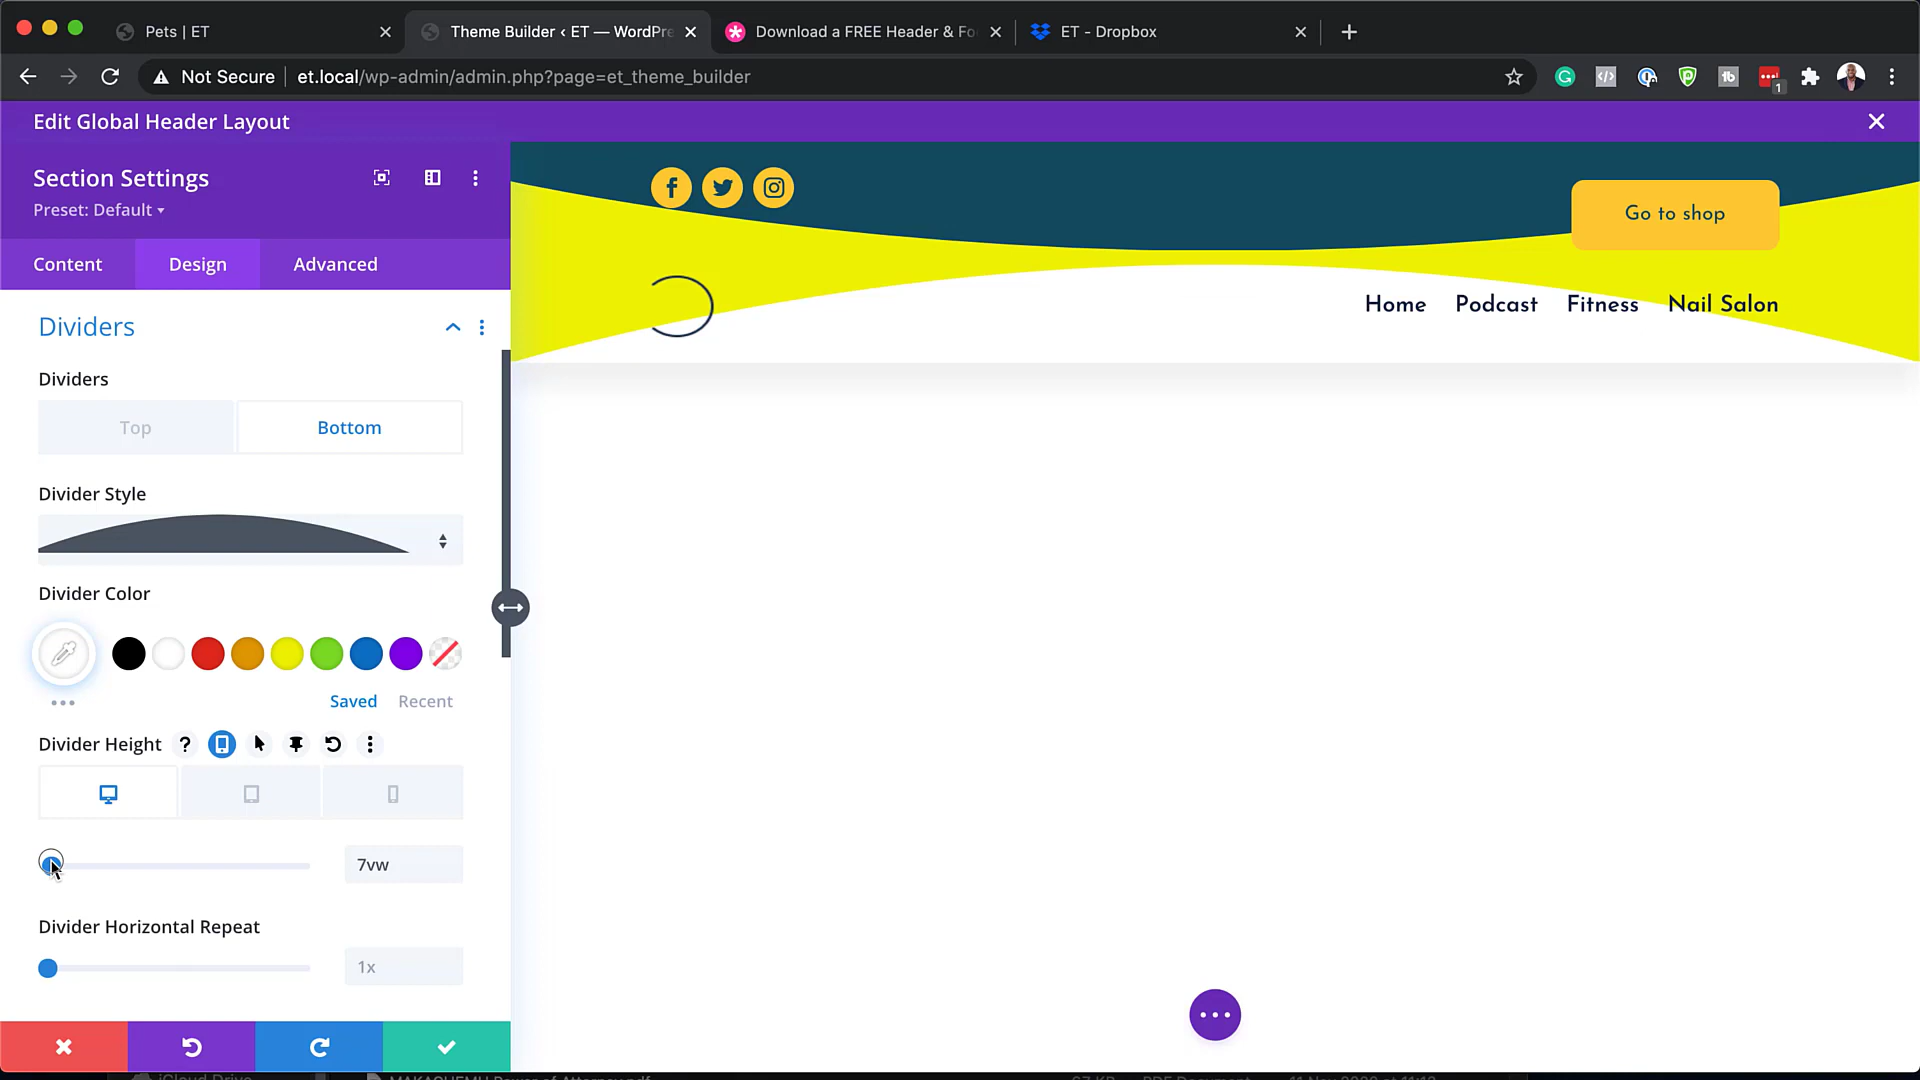 Pets | ET
Theme Builder ‹ ET — WordPre
Download a FREE Header & Fo
ET - Dropbox
Not Secure
et.local/wp-admin/admin.php?page=et_theme_builder
1
Edit Global Header Layout
Section Settings
Preset: Default
Content
Design
Advanced
Go to shop
Home
Podcast
Fitness
Nail Salon
Dividers
Dividers
Top
Bottom
Divider Style
Divider Color
Saved
Recent
Divider Height
?
7vw
Divider Horizontal Repeat
1x